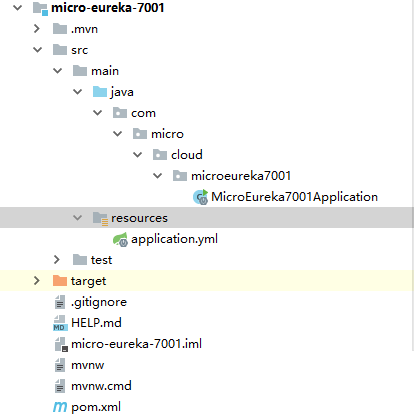 micro-eureka-7001
.mvn
src
main
java
com
micro
cloud
microeureka7001
MicroEureka7001Application
resources
application.yml
test
target
.gitignore
HELP.md
micro-eureka-7001.iml
mvnw
mvnw.cmd
pom.xml